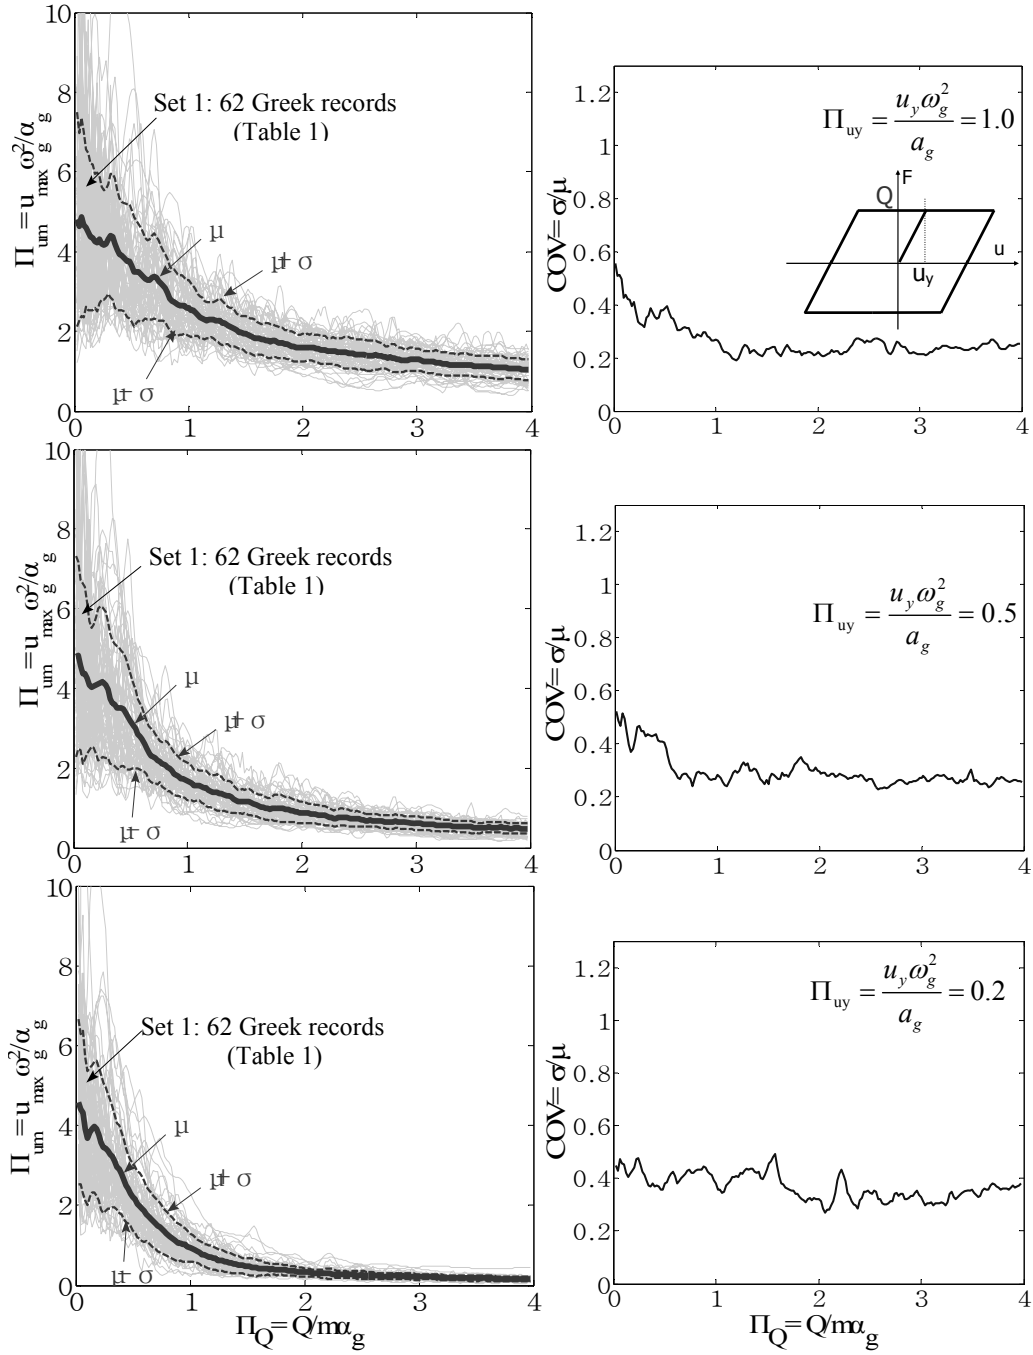 10
8
6
4
2
0
0 1 2 3 4
Π_um = u_max ω_g²/α_g
Set 1: 62 Greek records
(Table 1)
μ
μ+σ
μ-σ
1.2
1
0.8
0.6
0.4
0.2
0
0 1 2 3 4
COV=σ/μ
Π_uy = u_y ω_g² / a_g = 1.0
Q
F
u
u_y
10
8
6
4
2
0
0 1 2 3 4
Π_um = u_max ω_g²/α_g
Set 1: 62 Greek records
(Table 1)
μ
μ+σ
μ-σ
1.2
1
0.8
0.6
0.4
0.2
0
0 1 2 3 4
COV=σ/μ
Π_uy = u_y ω_g² / a_g = 0.5
10
8
6
4
2
0
0 1 2 3 4
Π_um = u_max ω_g²/α_g
Set 1: 62 Greek records
(Table 1)
μ
μ+σ
μ-σ
Π_Q=Q/mα_g
1.2
1
0.8
0.6
0.4
0.2
0
0 1 2 3 4
COV=σ/μ
Π_uy = u_y ω_g² / a_g = 0.2
Π_Q=Q/mα_g